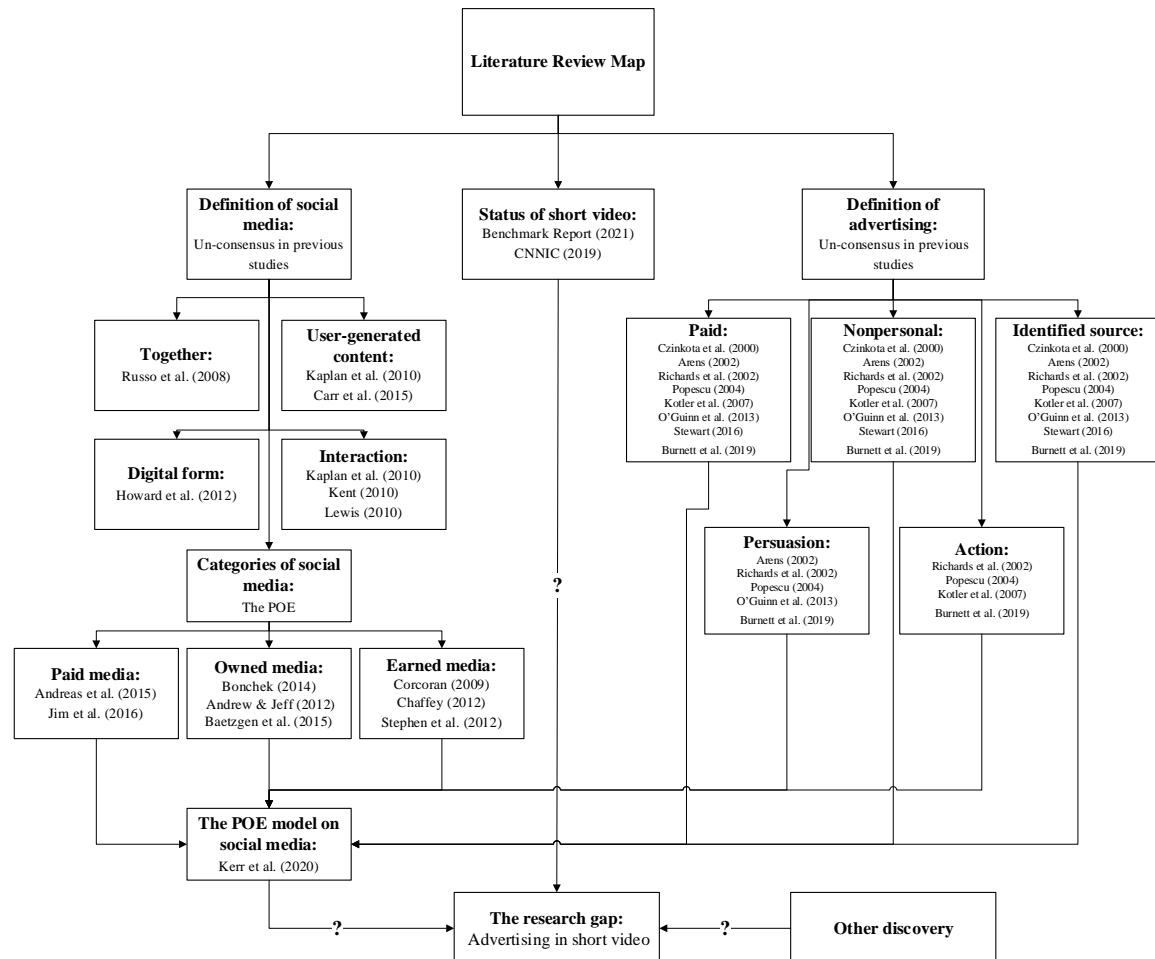 Literature Review Map
Definition of social
media:
Un-consensus in previous
studies
Status of short video:
Benchmark Report (2021)
CNNIC (2019)
Definition of
advertising:
Un-consensus in previous
studies
Together:
Russo et al. (2008)
User-generated
content:
Kaplan et al. (2010)
Carr et al. (2015)
Paid:
Czinkota et al. (2000)
Arens (2002)
Richards et al. (2002)
Popescu (2004)
Kotler et al. (2007)
O’Guinn et al. (2013)
Stewart (2016)
Burnett et al. (2019)
Nonpersonal:
Czinkota et al. (2000)
Arens (2002)
Richards et al. (2002)
Popescu (2004)
Kotler et al. (2007)
O’Guinn et al. (2013)
Stewart (2016)
Burnett et al. (2019)
Identified source:
Czinkota et al. (2000)
Arens (2002)
Richards et al. (2002)
Popescu (2004)
Kotler et al. (2007)
O’Guinn et al. (2013)
Stewart (2016)
Burnett et al. (2019)
Digital form:
Howard et al. (2012)
Interaction:
Kaplan et al. (2010)
Kent (2010)
Lewis (2010)
Persuasion:
Arens (2002)
Richards et al. (2002)
Popescu (2004)
O’Guinn et al. (2013)
Burnett et al. (2019)
Action:
Richards et al. (2002)
Popescu (2004)
Kotler et al. (2007)
Burnett et al. (2019)
Categories of social
media:
The POE
?
Paid media:
Andreas et al. (2015)
Jim et al. (2016)
Owned media:
Bonchek (2014)
Andrew & Jeff (2012)
Baetzgen et al. (2015)
Earned media:
Corcoran (2009)
Chaffey (2012)
Stephen et al. (2012)
The POE model on
social media:
Kerr et al. (2020)
?
The research gap:
Advertising in short video
?
Other discovery